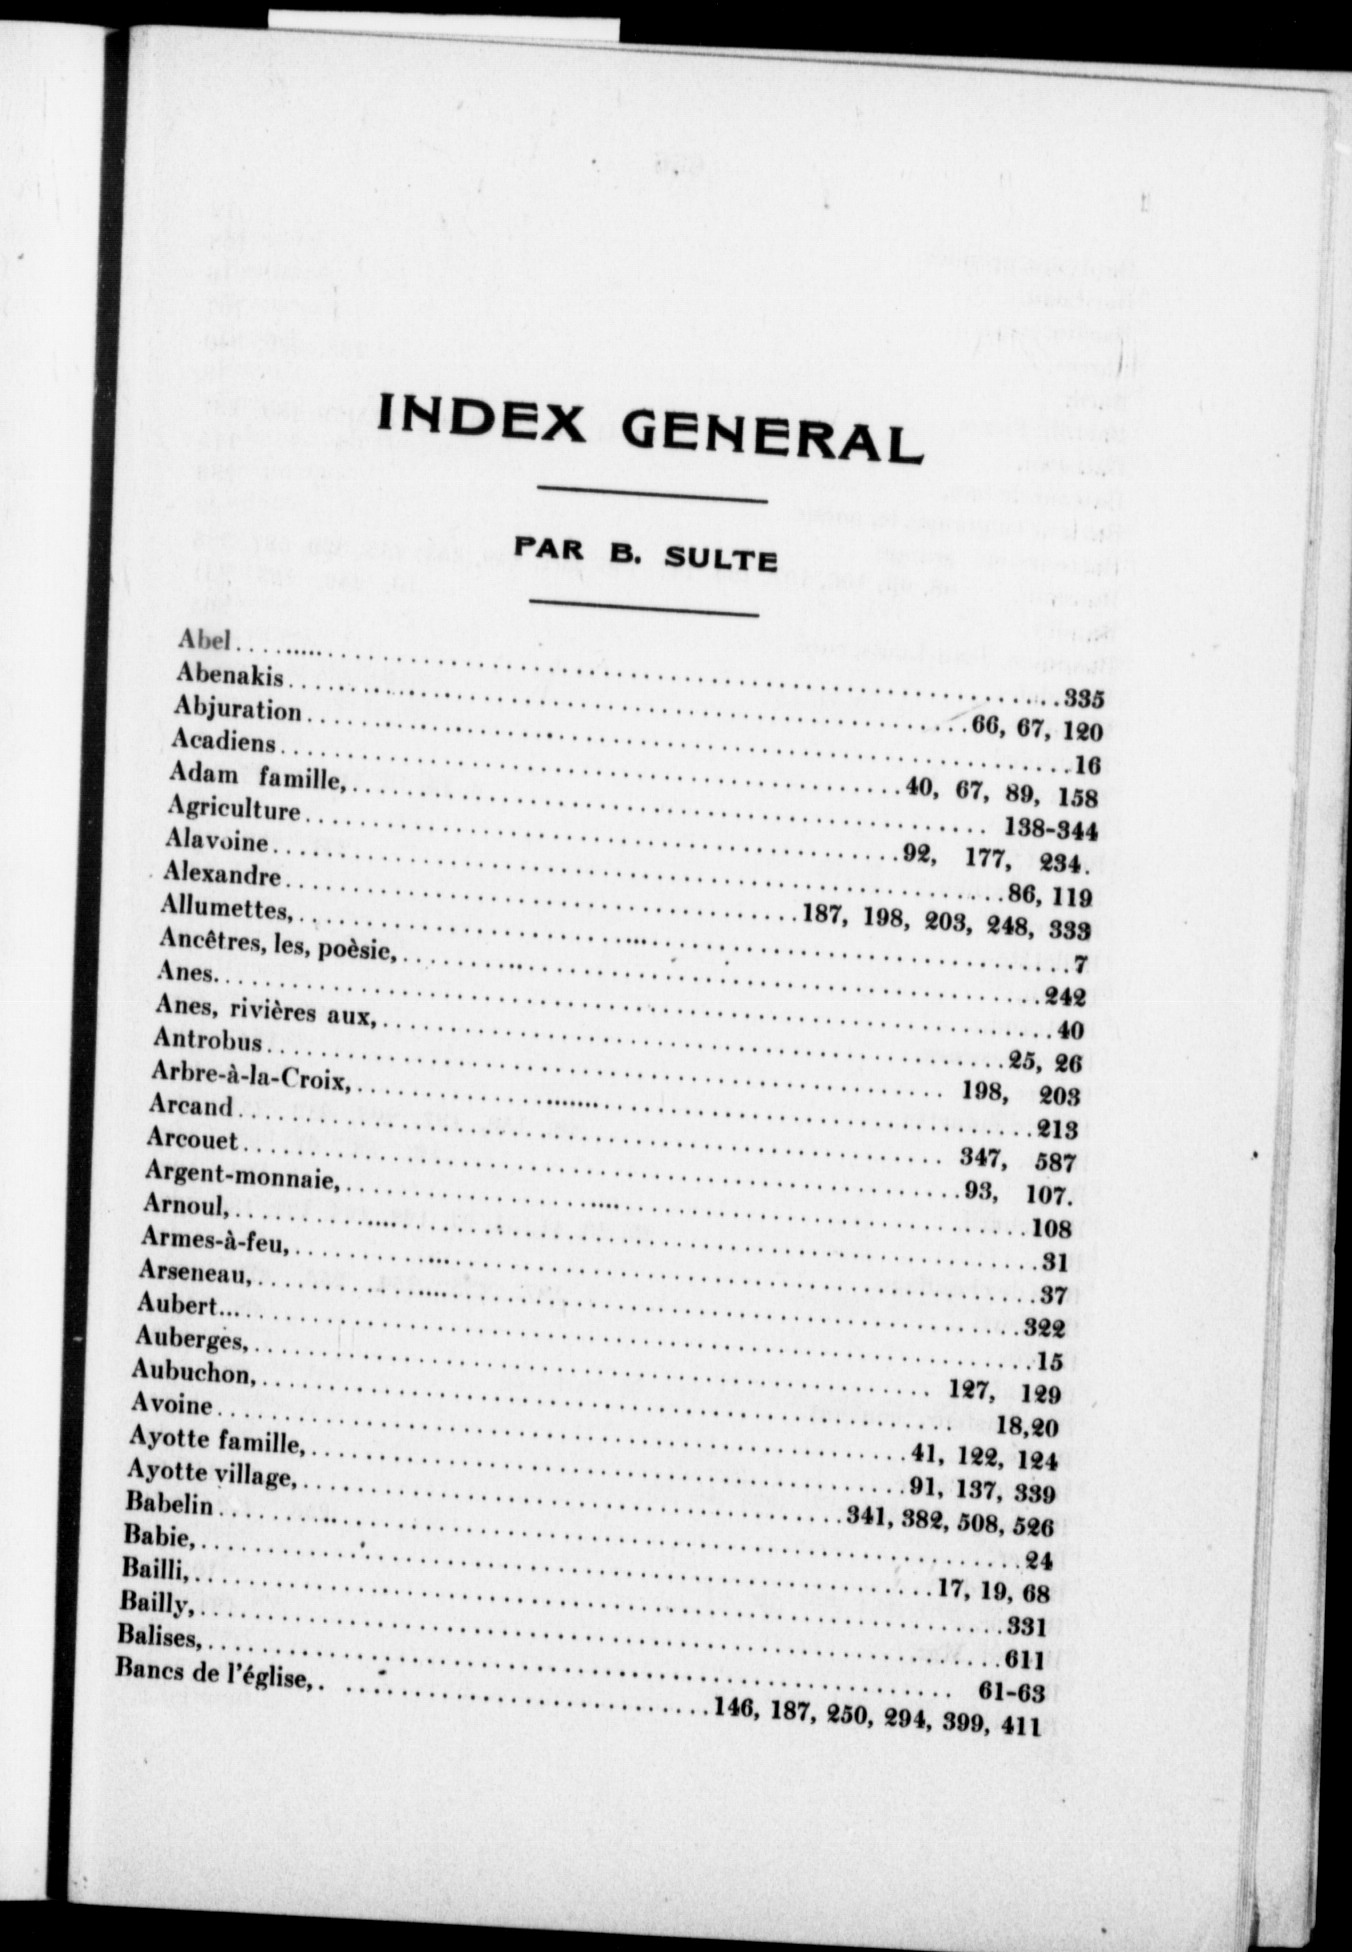 INDEX GENERAL
PAR B. SULTE
Abel.....335
Abenakis.....66, 67, 120
Abjuration.....16
Acadiens.....40, 67, 89, 158
Adam famille,.....138-344
Agriculture.....92, 177, 234.
Alavoine.....86, 119
Alexandre.....187, 198, 203, 248, 333
Allumettes,.....7
Ancêtres, les, poèsie,.....242
Anes.....40
Anes, rivières aux,.....25, 26
Antrobus.....198, 203
Arbre-à-la-Croix,.....213
Arcand.....347, 587
Arcouet.....93, 107.
Argent-monnaie,.....108
Arnoul,.....31
Armes-à-feu,.....37
Arseneau,.....322
Aubert.....15
Auberges,.....127, 129
Aubuchon,.....18,20
Avoine.....41, 122, 124
Ayotte famille,.....91, 137, 339
Ayotte village,.....341, 382, 508, 526
Babelin.....24
Babie,.....17, 19, 68
Bailli,.....331
Bailly,.....611
Balises,.....61-63
Bancs de l'église,.....146, 187, 250, 294, 399, 411